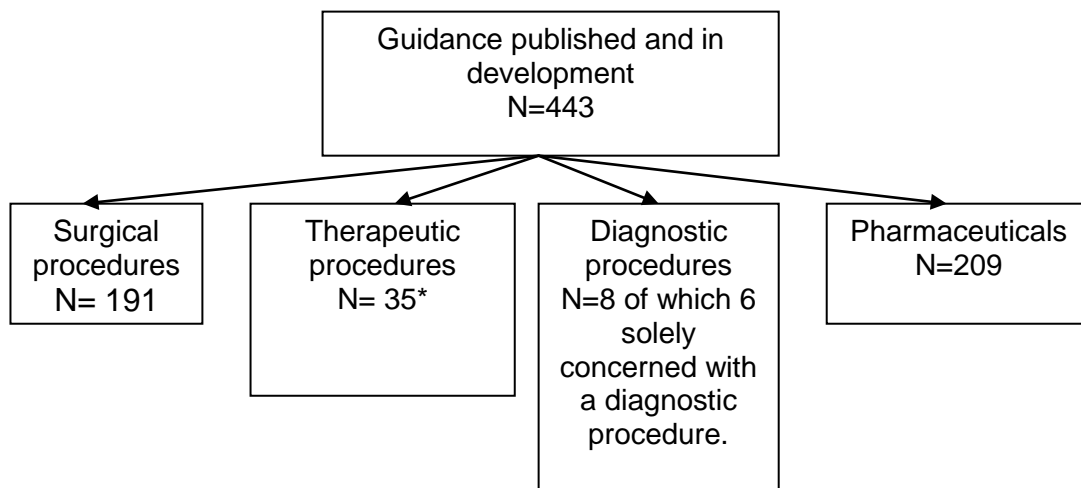 Guidance published and in
development
N=443
Surgical
procedures
N= 191
Therapeutic
procedures
N= 35*
Diagnostic
procedures
N=8 of which 6
solely
concerned with
a diagnostic
procedure.
Pharmaceuticals
N=209